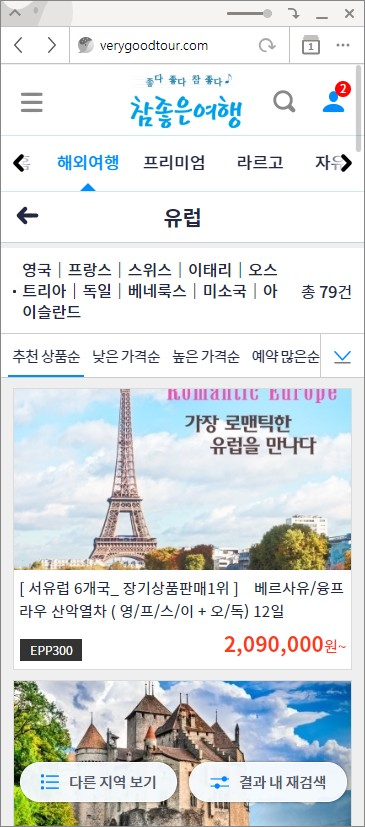 verygoodtour.com
1
좋다 좋다 참 좋다♪
참좋은여행
2
해외여행 프리미엄 라르고 자유
유럽
영국 | 프랑스 | 스위스 | 이태리 | 오스
· 트리아 | 독일 | 베네룩스 | 미소국 | 아 총 79건
이슬란드
추천 상품순 낮은 가격순 높은 가격순 예약 많은순
Romantic Europe
가장 로맨틱한
유럽을 만나다
[ 서유럽 6개국_ 장기상품판매1위 ] 베르사유/융프
라우 산악열차 ( 영/프/스/이 + 오/독) 12일
EPP300 2,090,000원~
다른 지역 보기 결과 내 재검색